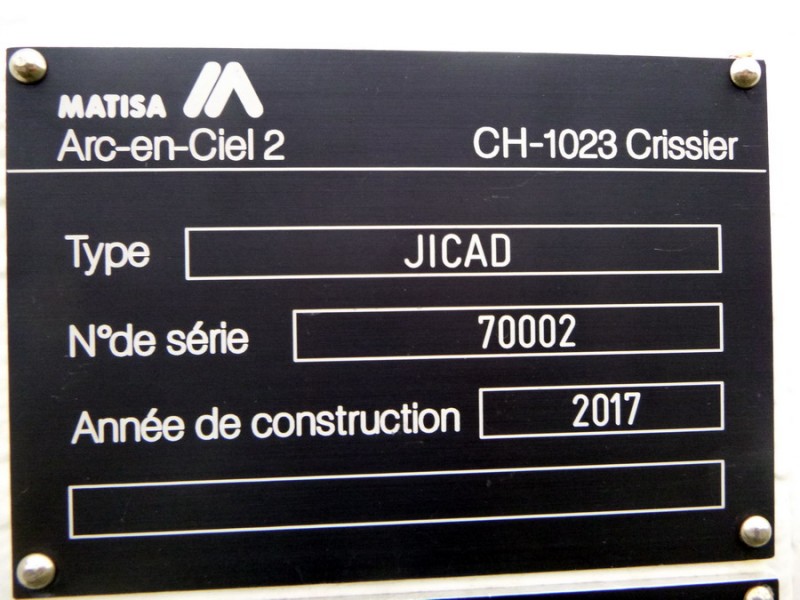 MATISA
Arc-en-Ciel 2 CH-1023 Crissier
Type JICAD
N°de série 70002
Année de construction 2017